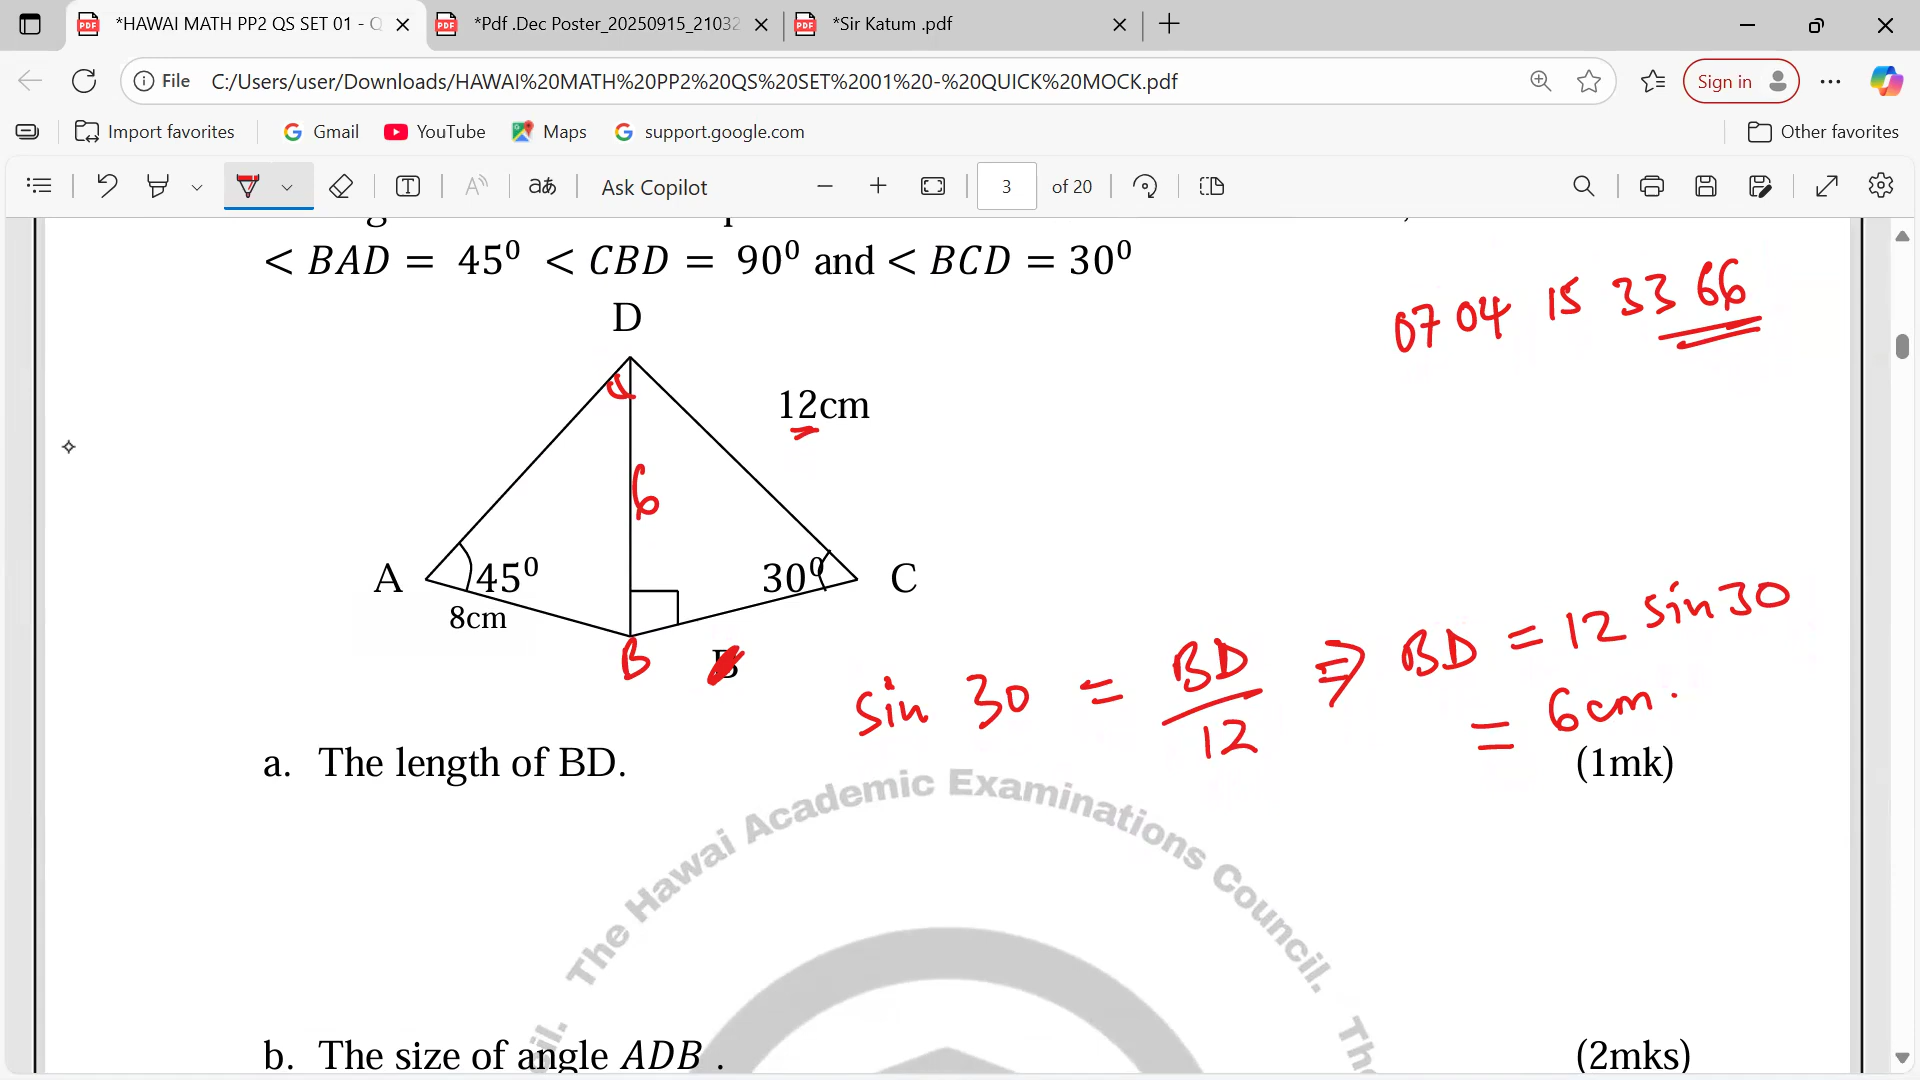 *HAWAI MATH PP2 QS SET 01 - Q
*Pdf .Dec Poster_20250915_21032
*Sir Katum .pdf
File C:/Users/user/Downloads/HAWAI%20MATH%20PP2%20QS%20SET%2001%20-%20QUICK%20MOCK.pdf
Sign in
Import favorites Gmail YouTube Maps support.google.com Other favorites
Ask Copilot 3 of 20
< BAD = 45⁰ < CBD = 90⁰ and < BCD = 30⁰
07 04 15 33 66
D
12cm
6
A 45⁰ 30⁰ C
8cm
B
sin 30 = BD/12 ⇒ BD = 12 sin 30
= 6cm.
a. The length of BD. (1mk)
The Hawai Academic Examinations Council.
b. The size of angle ADB . (2mks)